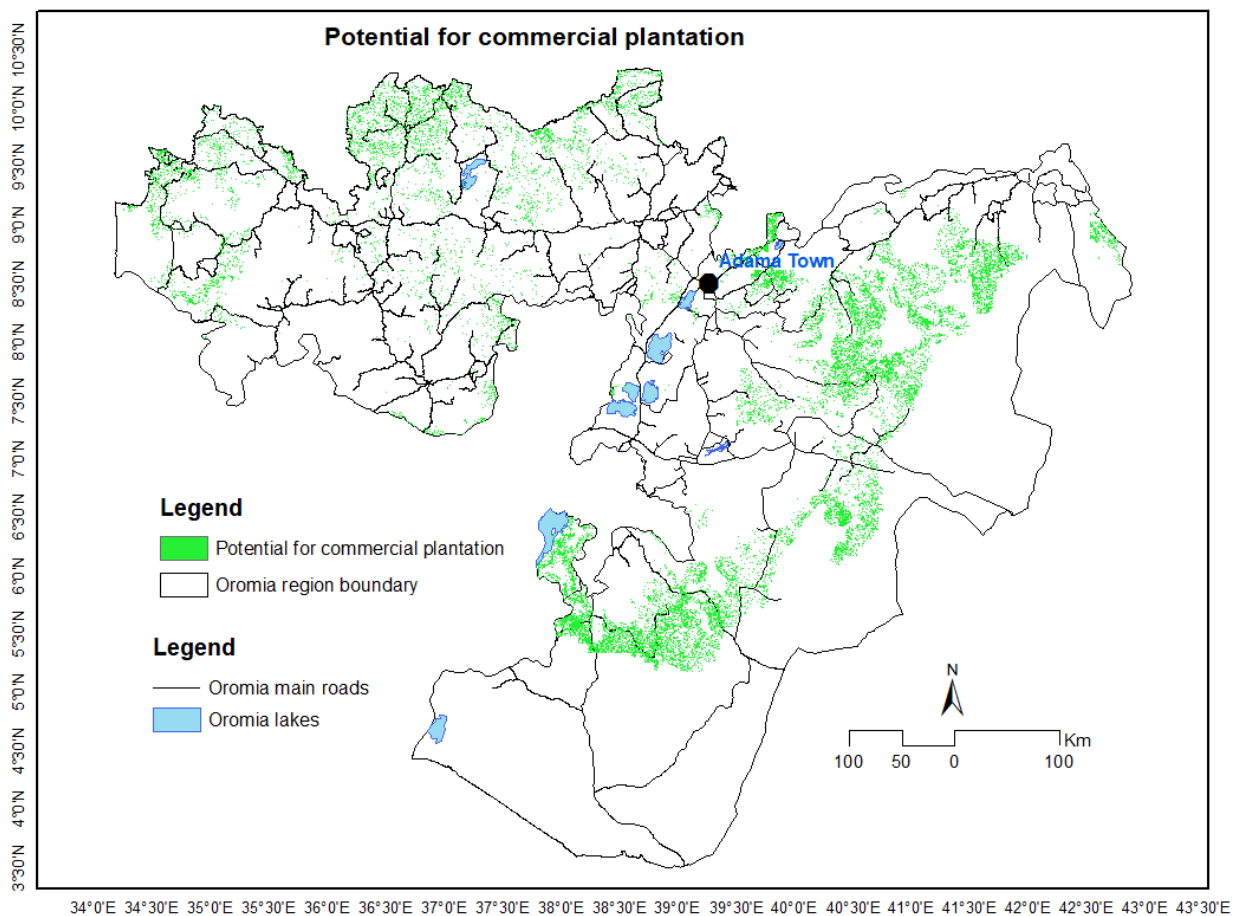 Potential for commercial plantation
10°30'N
10°0'N
9°30'N
9°0'N
8°30'N
8°0'N
7°30'N
7°0'N
6°30'N
6°0'N
5°30'N
5°0'N
4°30'N
4°0'N
3°30'N
Adama Town
Legend
Potential for commercial plantation
Oromia region boundary
Legend
Oromia main roads
Oromia lakes
N
Km
100 50 0 100
34°0'E 34°30'E 35°0'E 35°30'E 36°0'E 36°30'E 37°0'E 37°30'E 38°0'E 38°30'E 39°0'E 39°30'E 40°0'E 40°30'E 41°0'E 41°30'E 42°0'E 42°30'E 43°0'E 43°30'E